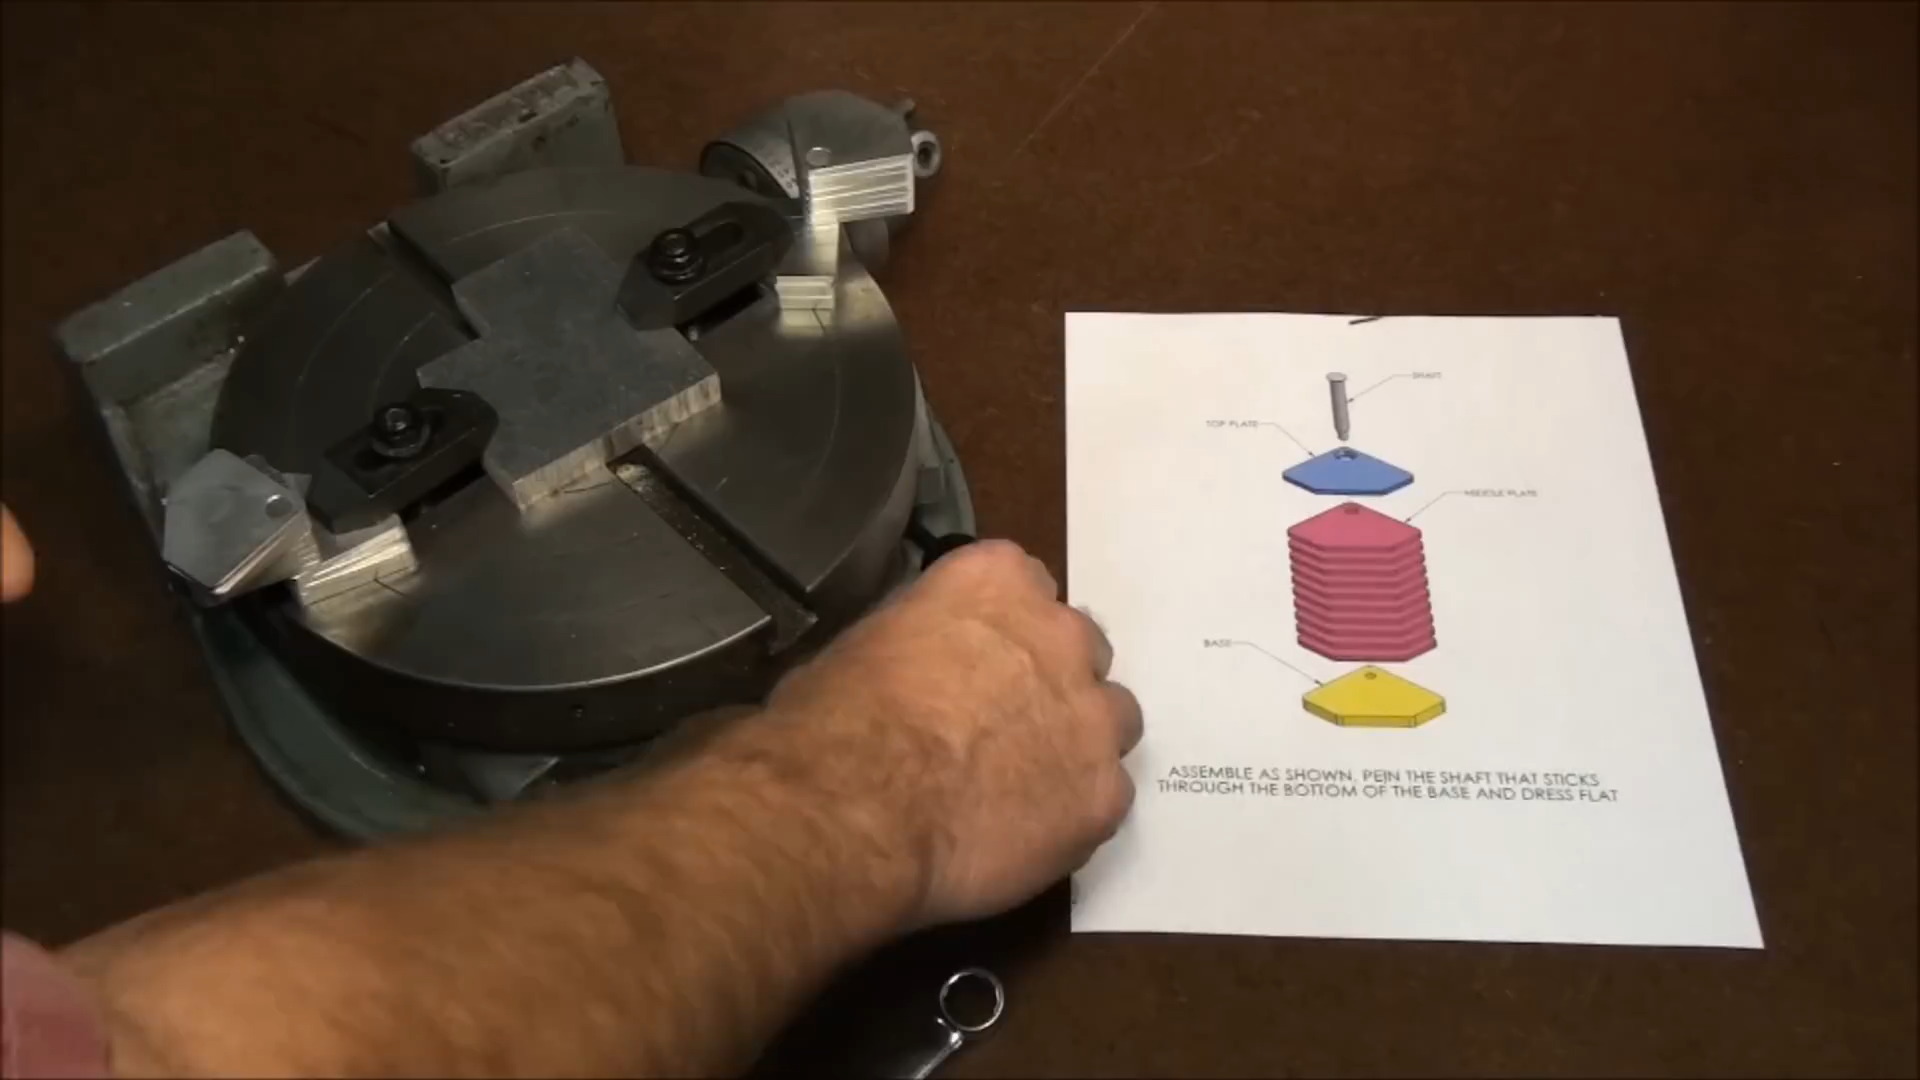 SHAFT
TOP PLATE
MIDDLE PLATE
BASE
ASSEMBLE AS SHOWN. PEIN THE SHAFT THAT STICKS
THROUGH THE BOTTOM OF THE BASE AND DRESS FLAT